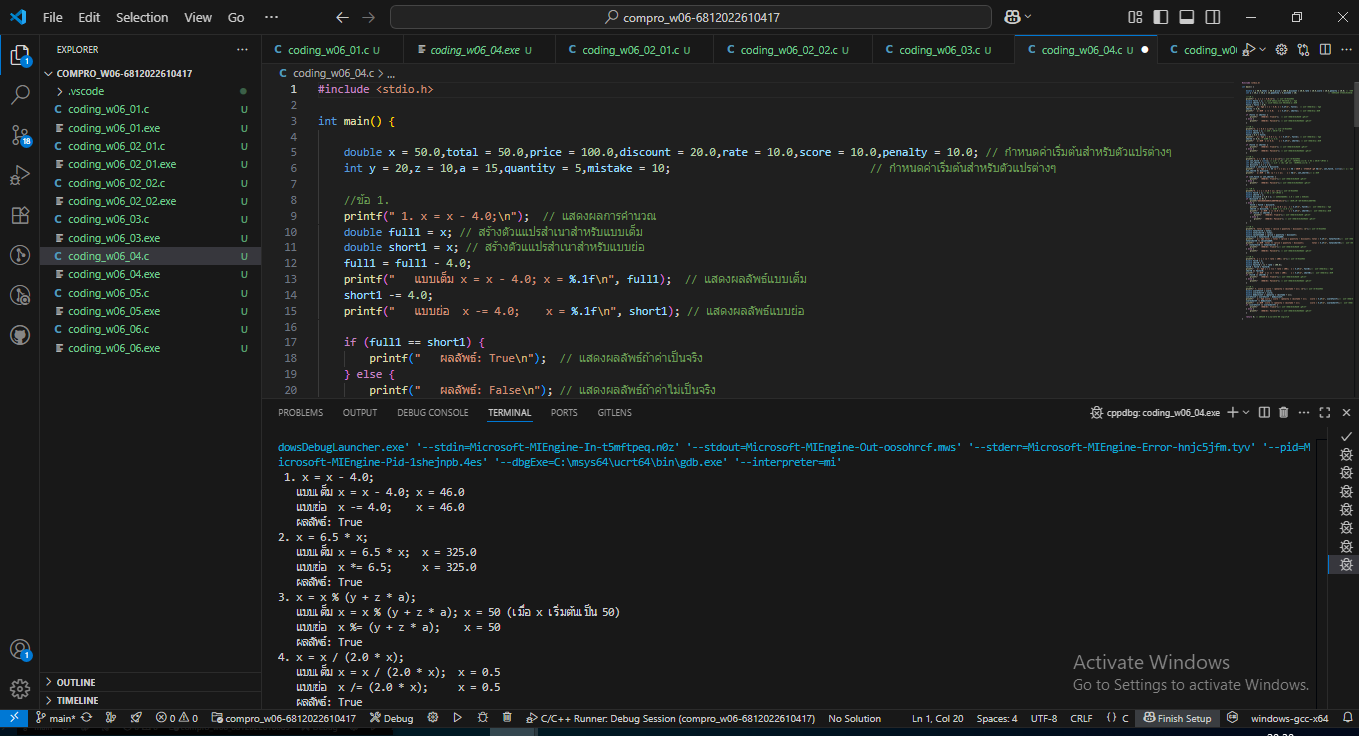 File Edit Selection View Go ··· compro_w06-6812022610417
EXPLORER ···
COMPRO_W06-6812022610417
.vscode
coding_w06_01.c U
coding_w06_01.exe U
coding_w06_02_01.c U
coding_w06_02_01.exe U
coding_w06_02_02.c U
coding_w06_02_02.exe U
coding_w06_03.c U
coding_w06_03.exe U
coding_w06_04.c U
coding_w06_04.exe U
coding_w06_05.c U
coding_w06_05.exe U
coding_w06_06.c U
coding_w06_06.exe U
OUTLINE
TIMELINE
coding_w06_01.c U coding_w06_04.exe U coding_w06_02_01.c U coding_w06_02_02.c U coding_w06_03.c U coding_w06_04.c U
C coding_w06_04.c > ...
1 #include <stdio.h>
2
3 int main() {
4
5 double x = 50.0,total = 50.0,price = 100.0,discount = 20.0,rate = 10.0,score = 10.0,penalty = 10.0; // กำหนดค่าเริ่มต้นสำหรับตัวแปรต่างๆ
6 int y = 20,z = 10,a = 15,quantity = 5,mistake = 10; // กำหนดค่าเริ่มต้นสำหรับตัวแปรต่างๆ
7
8 //ข้อ 1.
9 printf(" 1. x = x - 4.0;\n"); // แสดงผลการคำนวณ
10 double full1 = x; // สร้างตัวแแปรสำเนาสำหรับแบบเต็ม
11 double short1 = x; // สร้างตัวแแปรสำเนาสำหรับแบบย่อ
12 full1 = full1 - 4.0;
13 printf(" แบบเต็ม x = x - 4.0; x = %.1f\n", full1); // แสดงผลลัพธ์แบบเต็ม
14 short1 -= 4.0;
15 printf(" แบบย่อ x -= 4.0; x = %.1f\n", short1); // แสดงผลลัพธ์แบบย่อ
16
17 if (full1 == short1) {
18 printf(" ผลลัพธ์: True\n"); // แสดงผลลัพธ์ถ้าค่าเป็นจริง
19 } else {
20 printf(" ผลลัพธ์: False\n"); // แสดงผลลัพธ์ถ้าค่าไม่เป็นจริง
PROBLEMS OUTPUT DEBUG CONSOLE TERMINAL PORTS GITLENS cppdbg: coding_w06_04.exe
dowsDebugLauncher.exe' '--stdin=Microsoft-MIEngine-In-t5mftpeq.n0z' '--stdout=Microsoft-MIEngine-Out-oosohrcf.mws' '--stderr=Microsoft-MIEngine-Error-hnjc5jfm.tyv' '--pid=M
icrosoft-MIEngine-Pid-1shejnpb.4es' '--dbgExe=C:\msys64\ucrt64\bin\gdb.exe' '--interpreter=mi'
1. x = x - 4.0;
แบบเต็ม x = x - 4.0; x = 46.0
แบบย่อ x -= 4.0; x = 46.0
ผลลัพธ์: True
2. x = 6.5 * x;
แบบเต็ม x = 6.5 * x; x = 325.0
แบบย่อ x *= 6.5; x = 325.0
ผลลัพธ์: True
3. x = x % (y + z * a);
แบบเต็ม x = x % (y + z * a); x = 50 (เมื่อ x เริ่มต้นเป็น 50)
แบบย่อ x %= (y + z * a); x = 50
ผลลัพธ์: True
4. x = x / (2.0 * x);
แบบเต็ม x = x / (2.0 * x); x = 0.5
แบบย่อ x /= (2.0 * x); x = 0.5
ผลลัพธ์: True
Activate Windows
Go to Settings to activate Windows.
main* 0 0 compro_w06-6812022610417 Debug C/C++ Runner: Debug Session (compro_w06-6812022610417) No Solution Ln 1, Col 20 Spaces: 4 UTF-8 CRLF {} C Finish Setup windows-gcc-x64